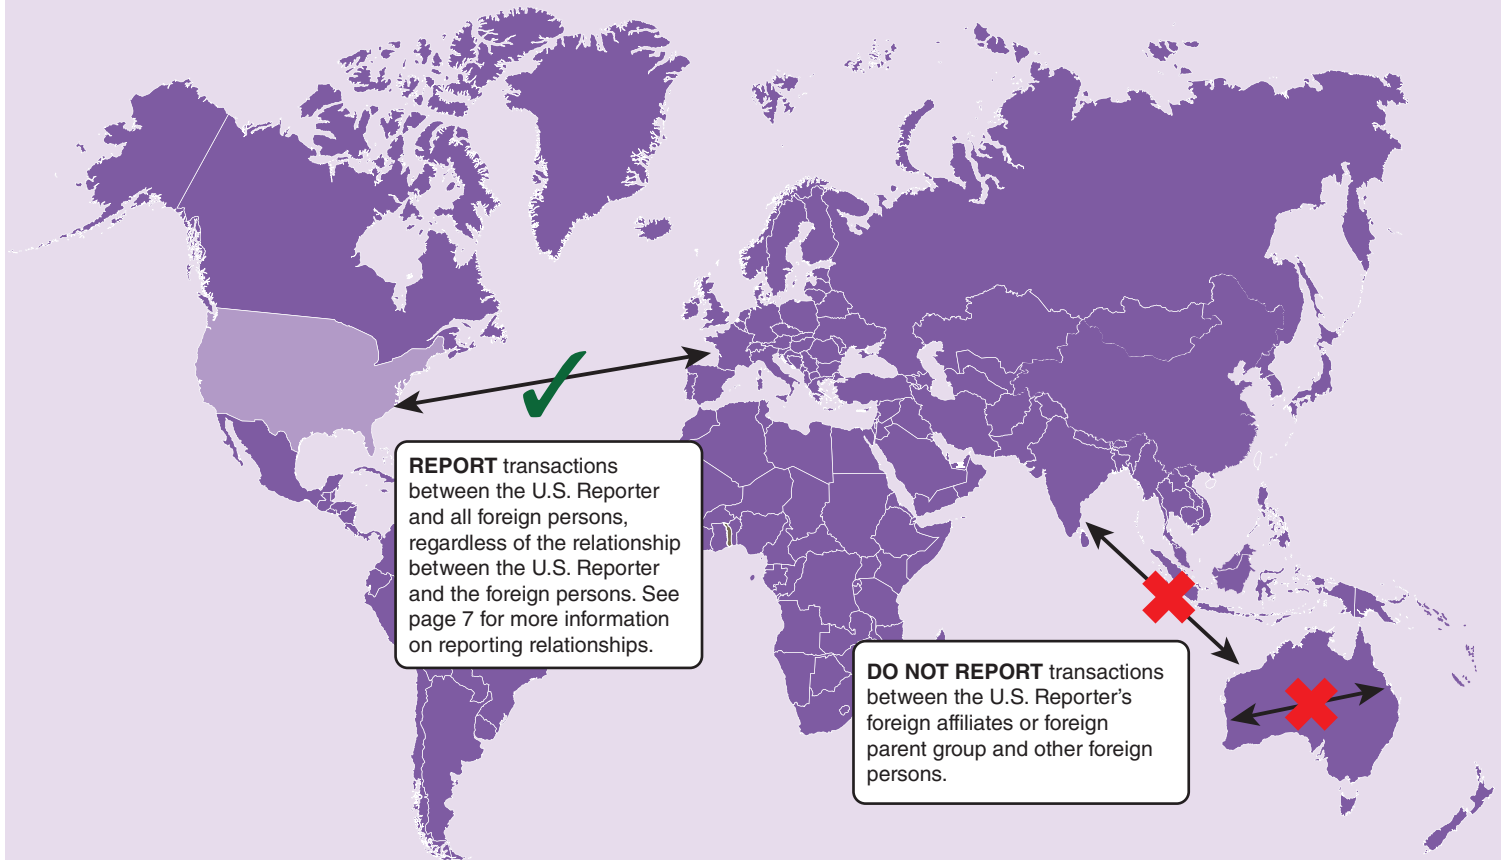 REPORT transactions
between the U.S. Reporter
and all foreign persons,
regardless of the relationship
between the U.S. Reporter
and the foreign persons. See
page 7 for more information
on reporting relationships.
DO NOT REPORT transactions
between the U.S. Reporter’s
foreign affiliates or foreign
parent group and other foreign
persons.